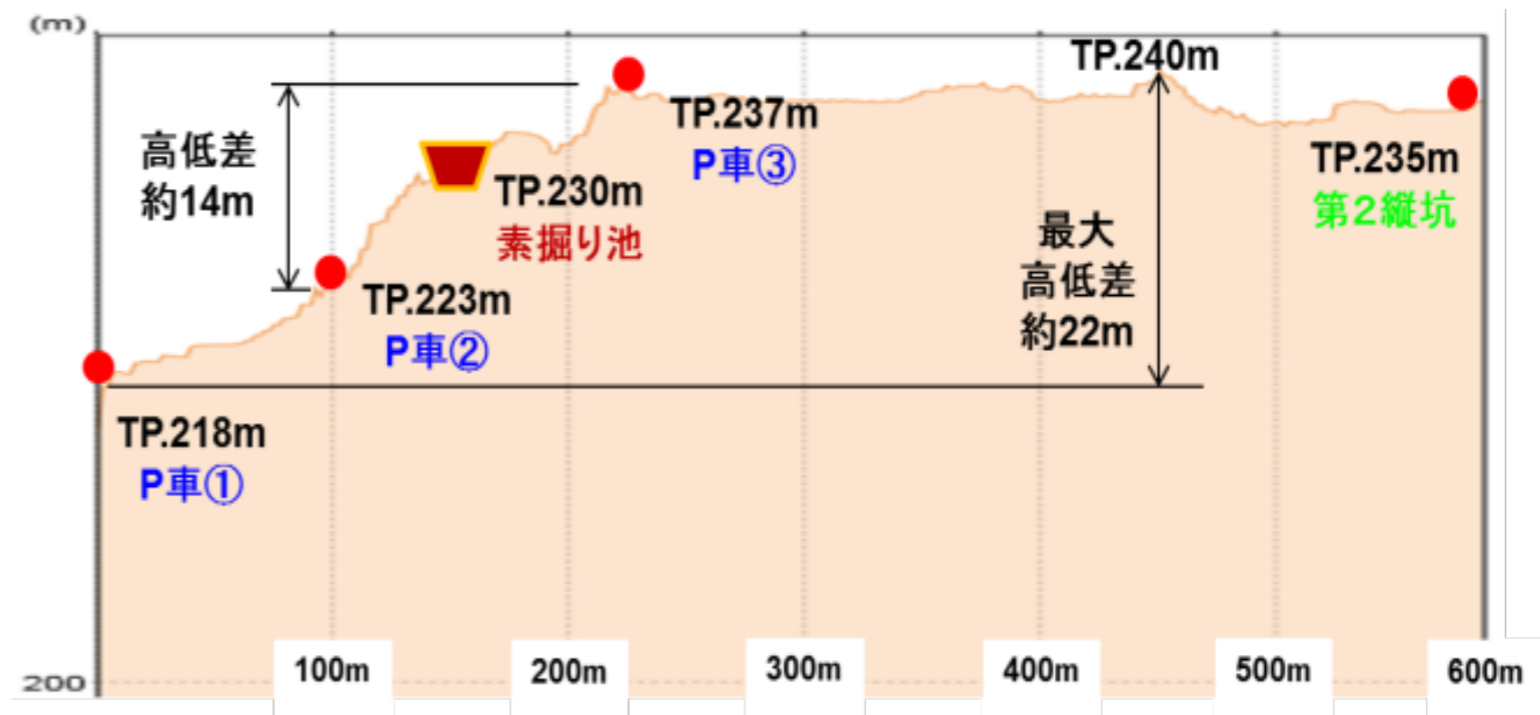 (m)
TP.240m
高低差
約14m
TP.237m
P車③
TP.230m
素掘り池
TP.235m
第2縦坑
最大
高低差
約22m
TP.223m
P車②
TP.218m
P車①
200
100m
200m
300m
400m
500m
600m